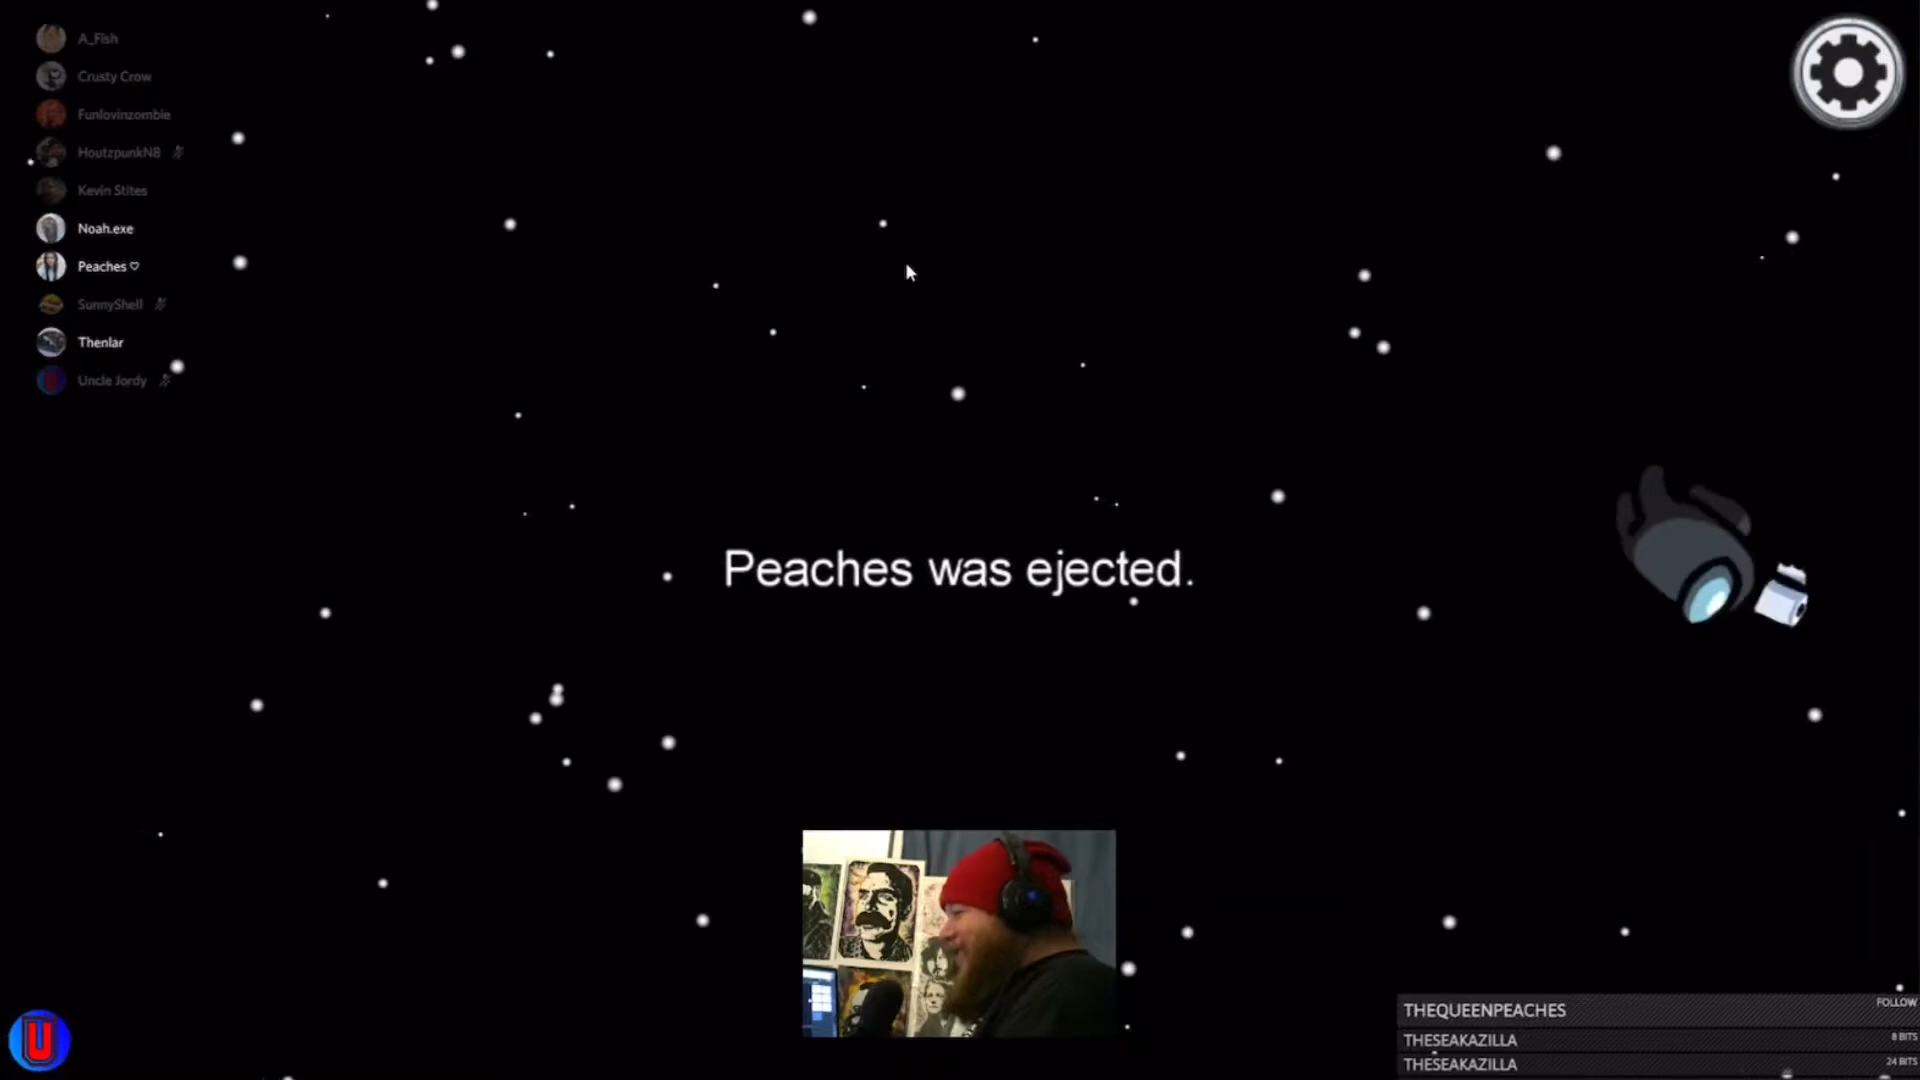 A_Fish
Crusty Crow
Funlovinzombie
HoutzpunkN8
Kevin Stites
Noah.exe
Peaches ♡
SunnyShell
Thenlar
Uncle Jordy
Peaches was ejected.
U
THEQUEENPEACHES FOLLOW
THESEAKAZILLA 8 BITS
THESEAKAZILLA 24 BITS